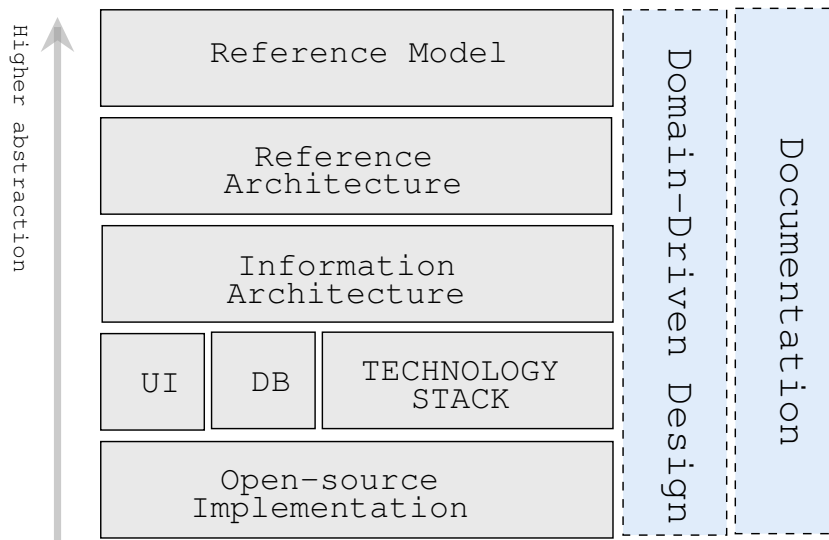 Higher abstraction
Reference Model
Reference
Architecture
Information
Architecture
UI
DB
TECHNOLOGY
STACK
Open-source
Implementation
Domain-Driven Design
Documentation